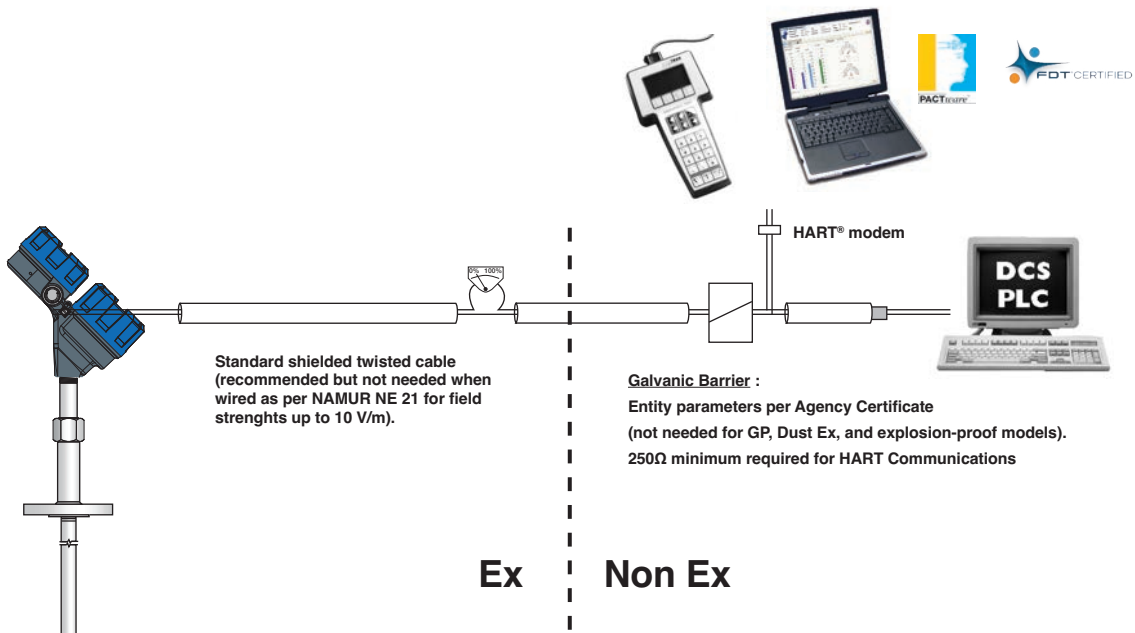 PACTware™
FDT CERTIFIED
HART® modem
0% 100%
DCS
PLC
Standard shielded twisted cable
(recommended but not needed when
wired as per NAMUR NE 21 for field
strenghts up to 10 V/m).
Galvanic Barrier :
Entity parameters per Agency Certificate
(not needed for GP, Dust Ex, and explosion-proof models).
250Ω minimum required for HART Communications
Ex
Non Ex